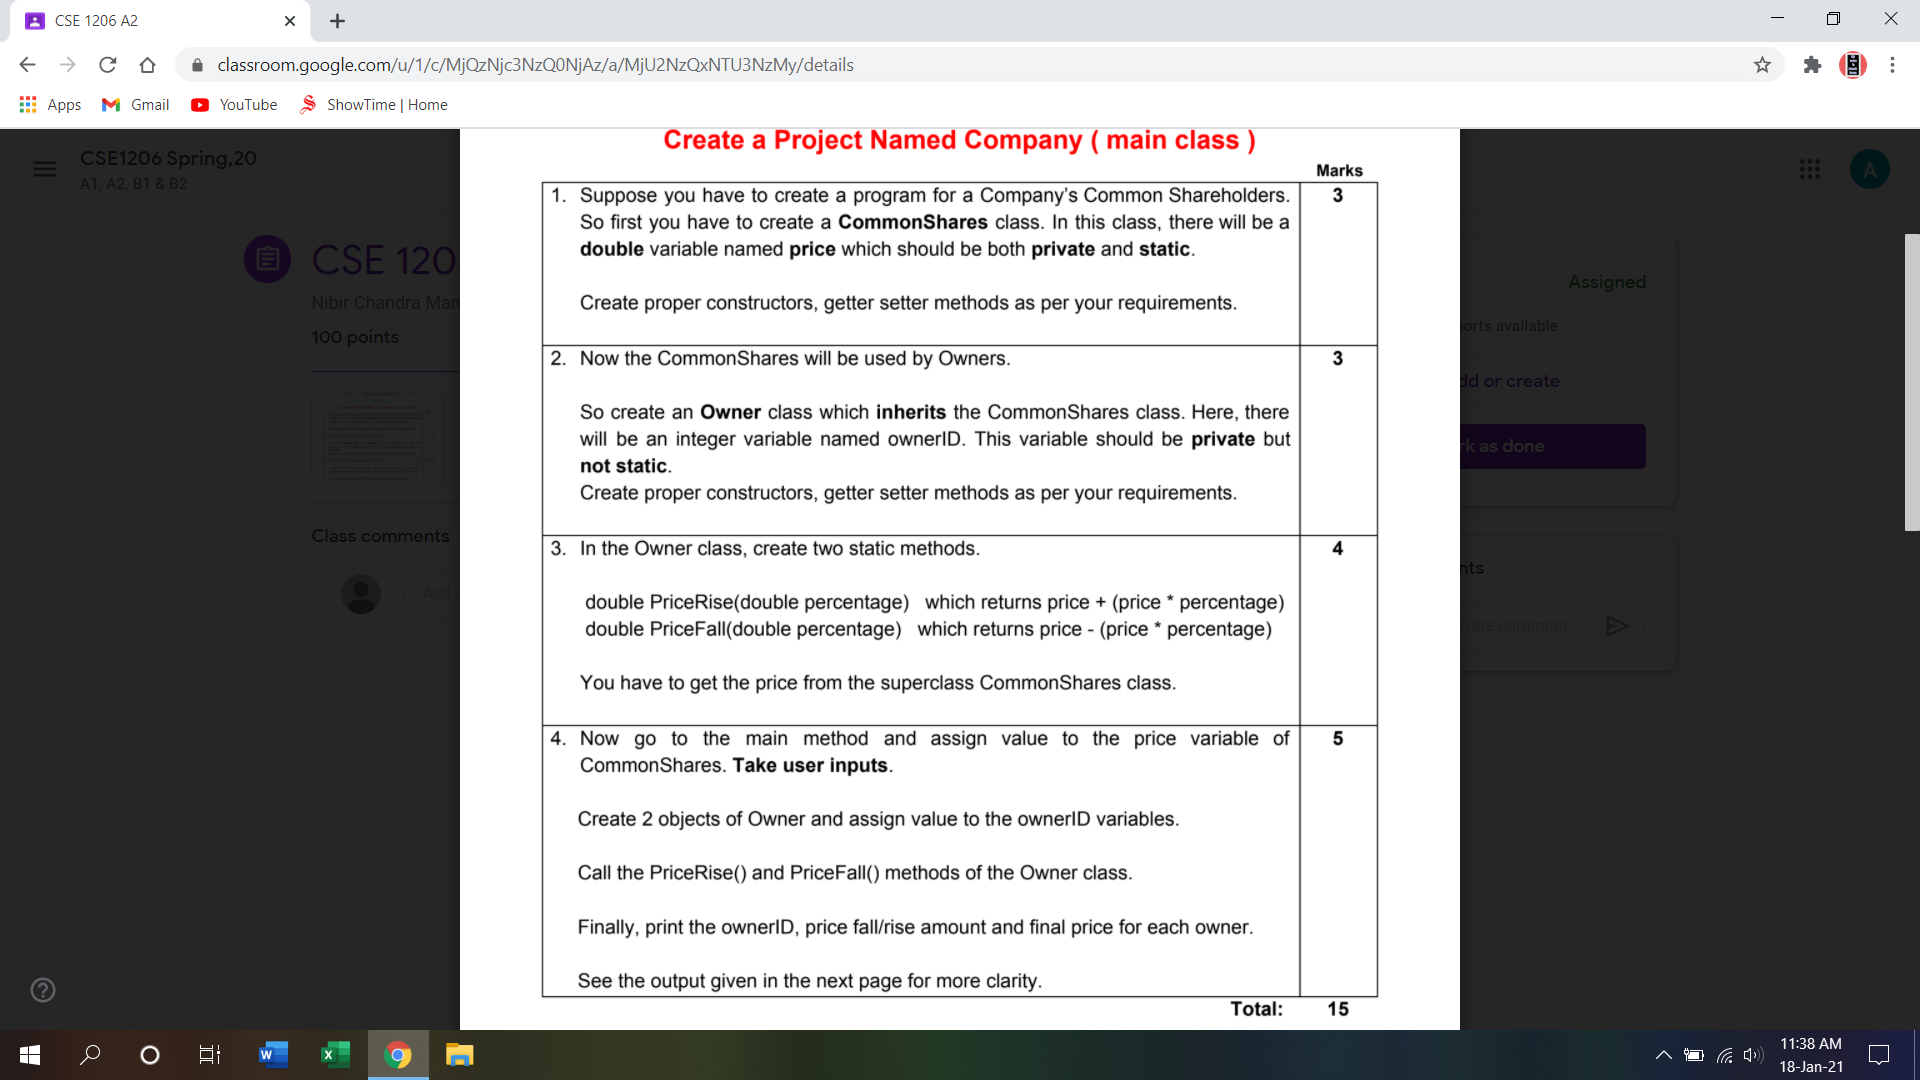 CSE 1206 A2
classroom.google.com/u/1/c/MjQzNjc3NzQ0NjAz/a/MjU2NzQxNTU3NzMy/details
Apps Gmail YouTube ShowTime | Home
CSE1206 Spring,20
A1, A2, B1 & B2
A
CSE 120
Nibir Chandra Man
100 points
Class comments
Add
Create a Project Named Company ( main class )
Marks
1. Suppose you have to create a program for a Company's Common Shareholders. 3
So first you have to create a CommonShares class. In this class, there will be a
double variable named price which should be both private and static.
Create proper constructors, getter setter methods as per your requirements.
2. Now the CommonShares will be used by Owners. 3
So create an Owner class which inherits the CommonShares class. Here, there
will be an integer variable named ownerID. This variable should be private but
not static.
Create proper constructors, getter setter methods as per your requirements.
3. In the Owner class, create two static methods. 4
double PriceRise(double percentage) which returns price + (price * percentage)
double PriceFall(double percentage) which returns price - (price * percentage)
You have to get the price from the superclass CommonShares class.
4. Now go to the main method and assign value to the price variable of 5
CommonShares. Take user inputs.
Create 2 objects of Owner and assign value to the ownerID variables.
Call the PriceRise() and PriceFall() methods of the Owner class.
Finally, print the ownerID, price fall/rise amount and final price for each owner.
See the output given in the next page for more clarity.
Total: 15
Assigned
orts available
dd or create
rk as done
nts
vate comment...
11:38 AM
18-Jan-21